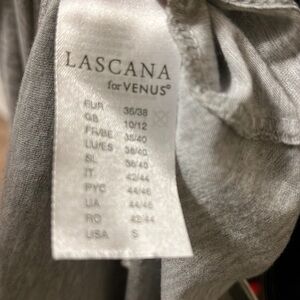 LASCANA
for VENUS®
EUR 36/38
GB 10/12
FR/BE 38/40
LU/ES 38/40
SL 38/40
IT 42/44
РУС 44/46
UA 44/46
RO 42/44
USA S